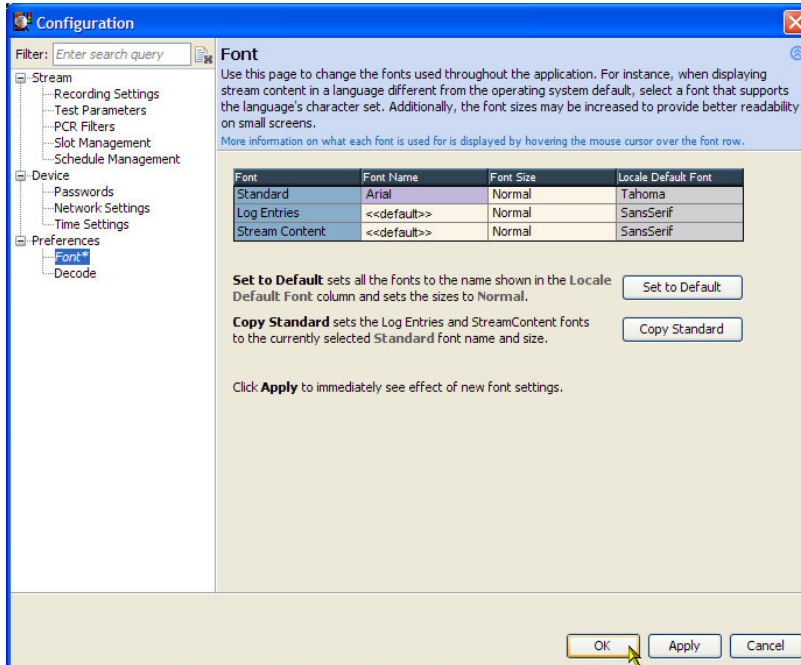 Configuration
Filter: Enter search query
Stream
Recording Settings
Test Parameters
PCR Filters
Slot Management
Schedule Management
Device
Passwords
Network Settings
Time Settings
Preferences
Font*
Decode
Font
Use this page to change the fonts used throughout the application. For instance, when displaying
stream content in a language different from the operating system default, select a font that supports
the language's character set. Additionally, the font sizes may be increased to provide better readability
on small screens.
More information on what each font is used for is displayed by hovering the mouse cursor over the font row.
Font Font Name Font Size Locale Default Font
Standard Arial Normal Tahoma
Log Entries <<default>> Normal SansSerif
Stream Content <<default>> Normal SansSerif
Set to Default sets all the fonts to the name shown in the Locale
Default Font column and sets the sizes to Normal.
Set to Default
Copy Standard sets the Log Entries and StreamContent fonts
to the currently selected Standard font name and size.
Copy Standard
Click Apply to immediately see effect of new font settings.
OK Apply Cancel